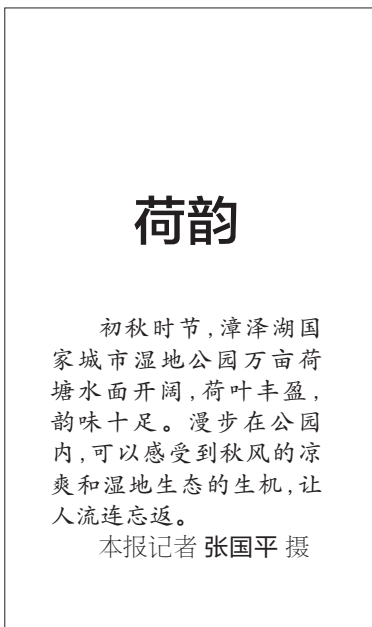 荷韵
初秋时节,漳泽湖国
家城市湿地公园万亩荷
塘水面开阔,荷叶丰盈,
韵味十足。漫步在公园
内,可以感受到秋风的凉
爽和湿地生态的生机,让
人流连忘返。
本报记者 张国平 摄